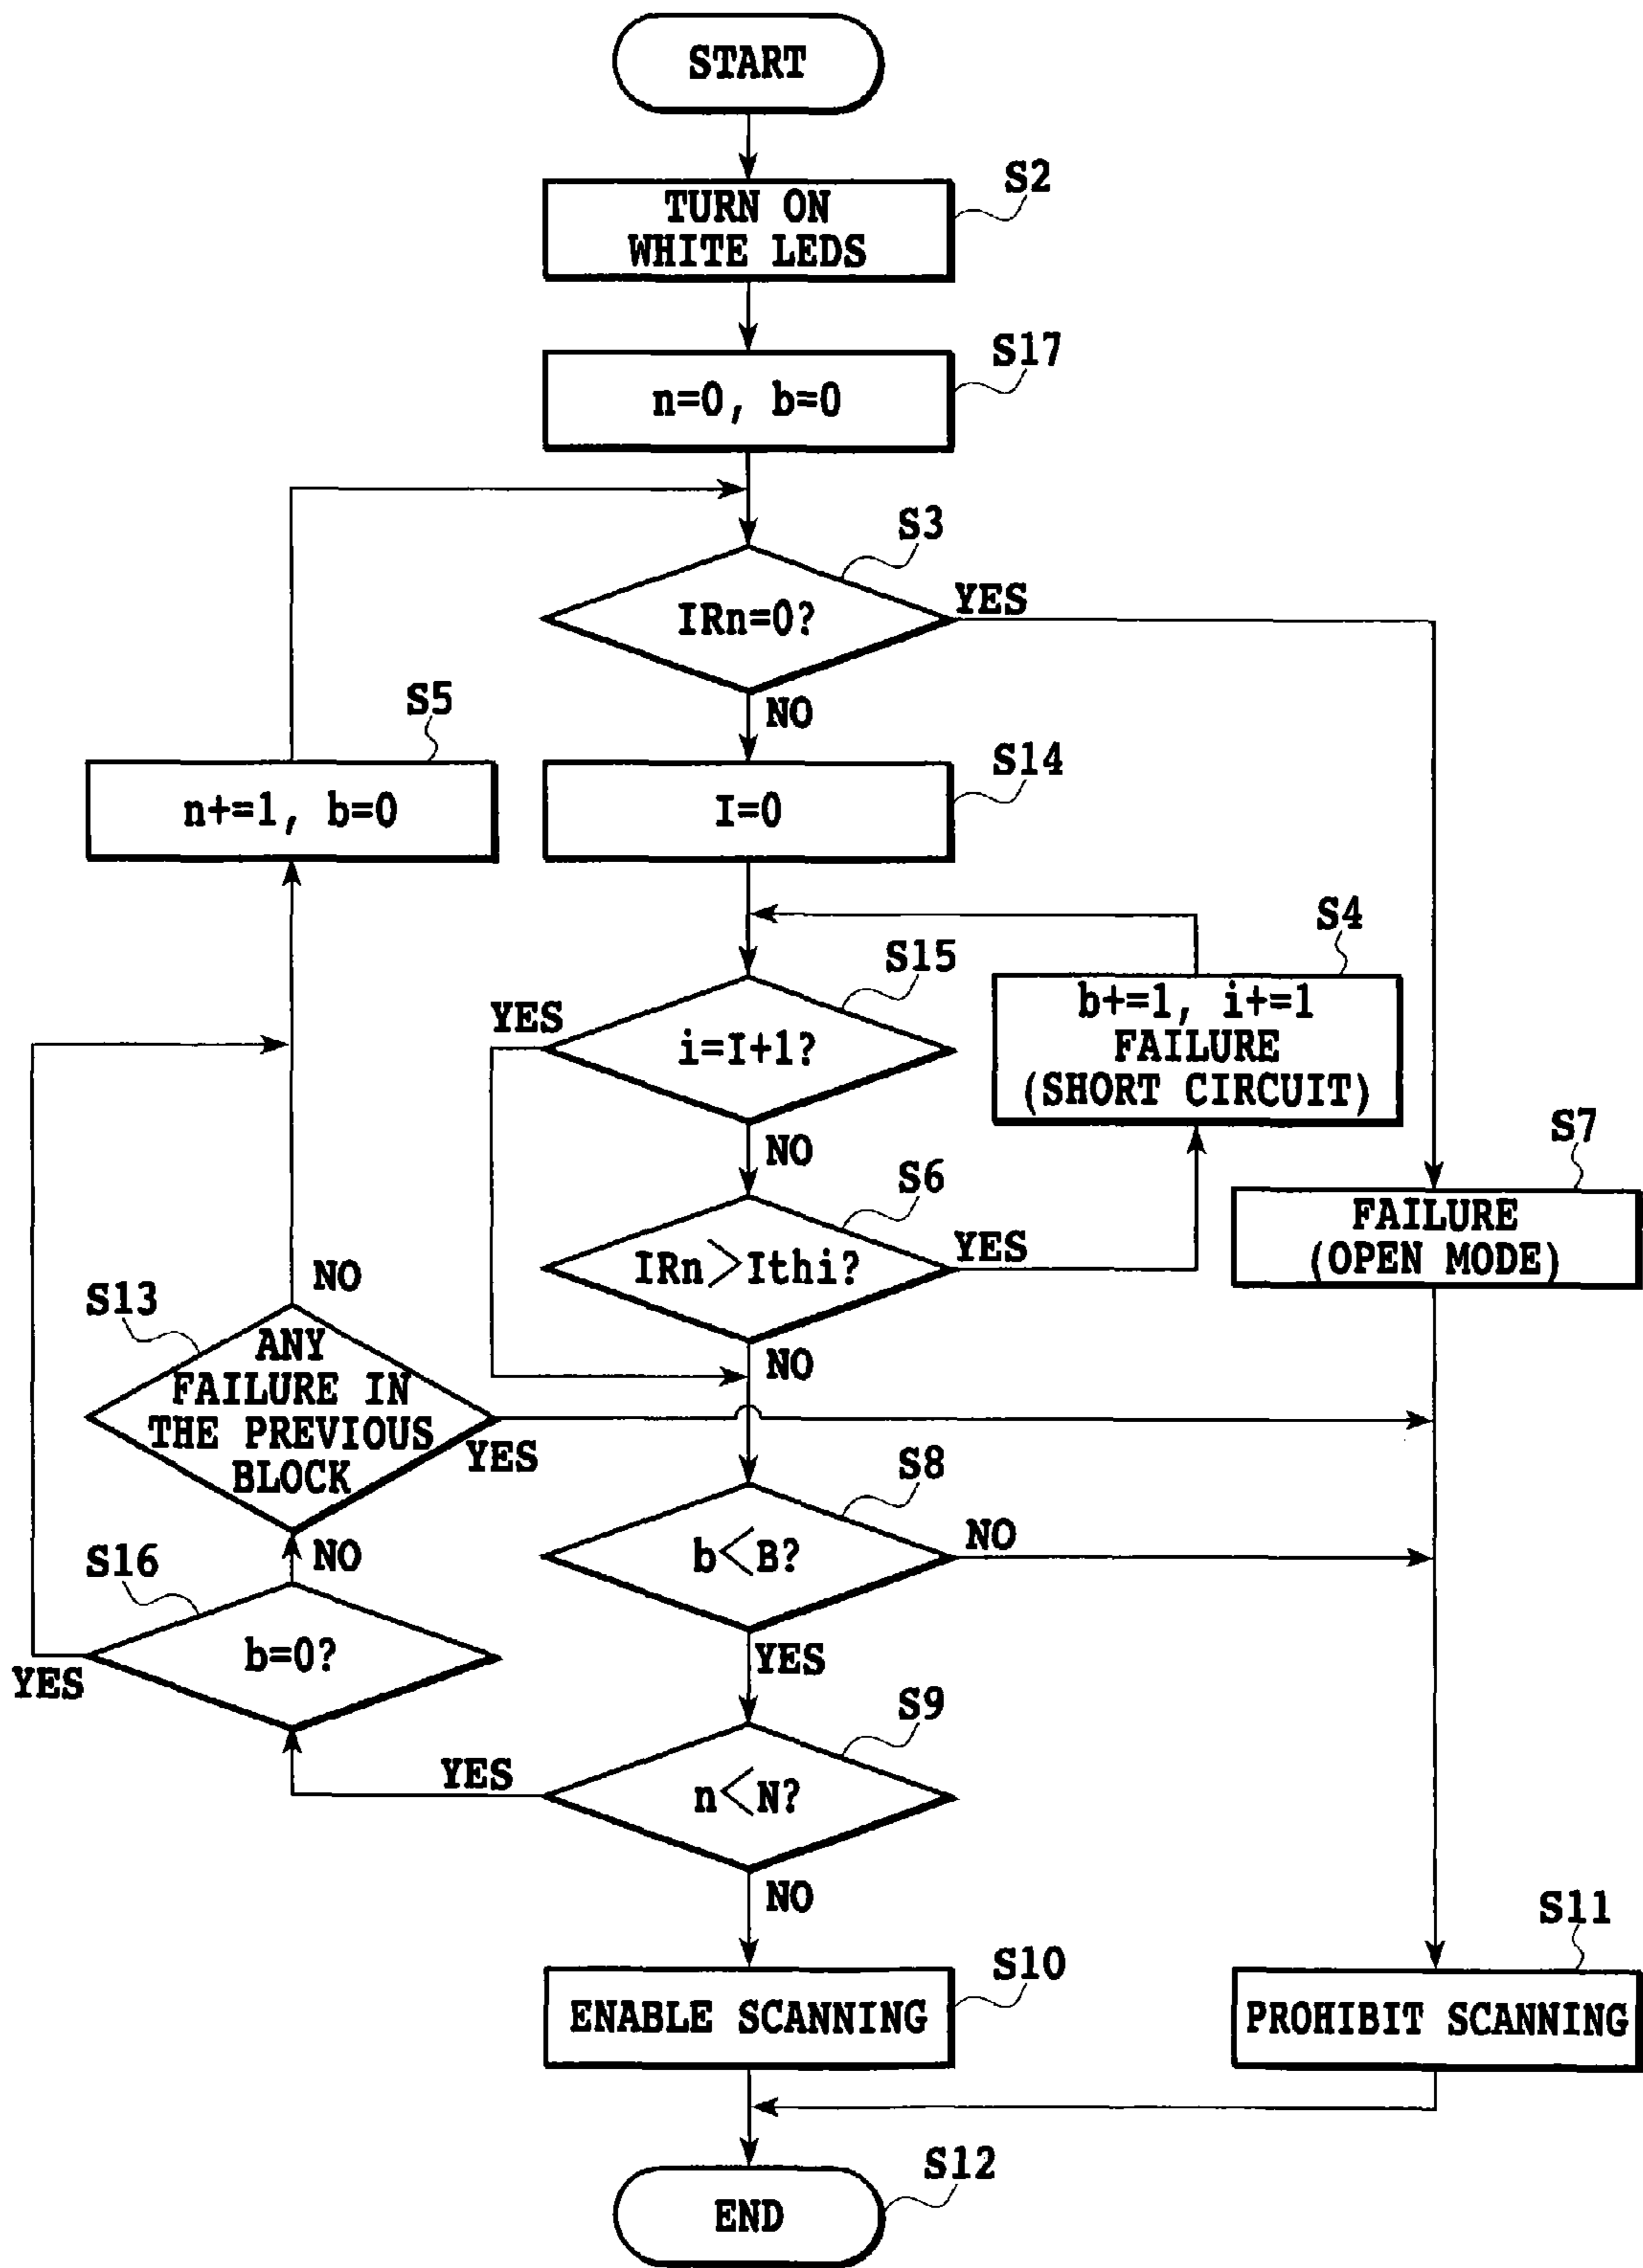 START
S2
TURN ON
WHITE LEDS
S17
n=0, b=0
S3
IRn=0?
YES
NO
S5
n+=1, b=0
S14
I=0
S4
b+=1, i+=1
FAILURE
(SHORT CIRCUIT)
S15
YES
i=I+1?
NO
S7
FAILURE
(OPEN MODE)
S6
IRn>Ithi?
YES
NO
S13
NO
ANY
FAILURE IN
THE PREVIOUS
BLOCK
YES
S8
b<B?
NO
YES
S16
NO
b=0?
YES
S9
YES
n<N?
NO
S10
ENABLE SCANNING
S11
PROHIBIT SCANNING
S12
END